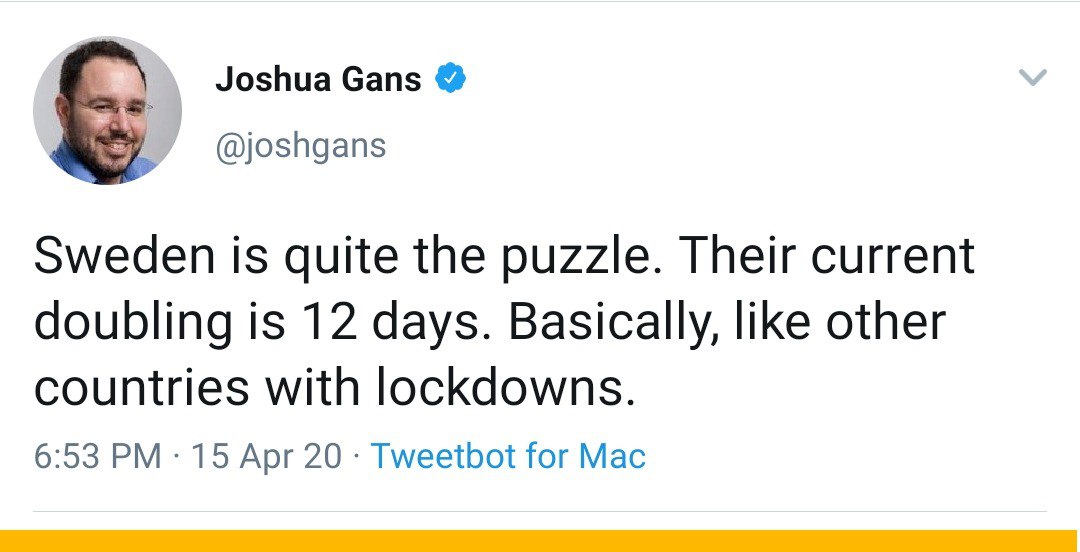 Joshua Gans
@joshgans
Sweden is quite the puzzle. Their current
doubling is 12 days. Basically, like other
countries with lockdowns.
6:53 PM · 15 Apr 20 · Tweetbot for Mac